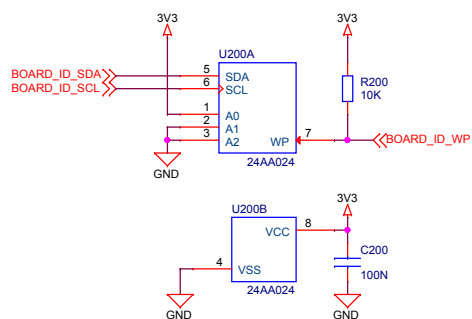 3V3
3V3
U200A
BOARD_ID_SDA
5
SDA
BOARD_ID_SCL
6
SCL
R200
10K
1
A0
2
A1
3
A2
WP
7
BOARD_ID_WP
GND
24AA024
3V3
U200B
VCC
8
C200
4
VSS
100N
24AA024
GND
GND